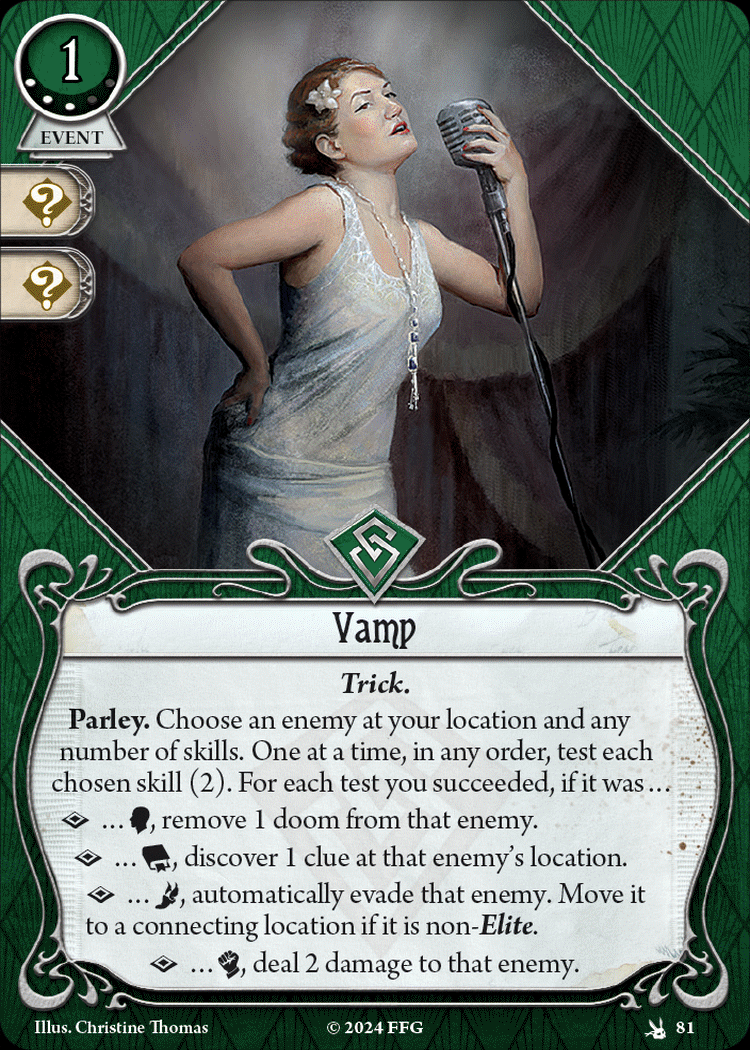 1
EVENT
?
?
Vamp
Trick.
Parley. Choose an enemy at your location and any
number of skills. One at a time, in any order, test each
chosen skill (2). For each test you succeeded, if it was…
…, remove 1 doom from that enemy.
…, discover 1 clue at that enemy's location.
…, automatically evade that enemy. Move it
to a connecting location if it is non-Elite.
…, deal 2 damage to that enemy.
Illus. Christine Thomas © 2024 FFG 81